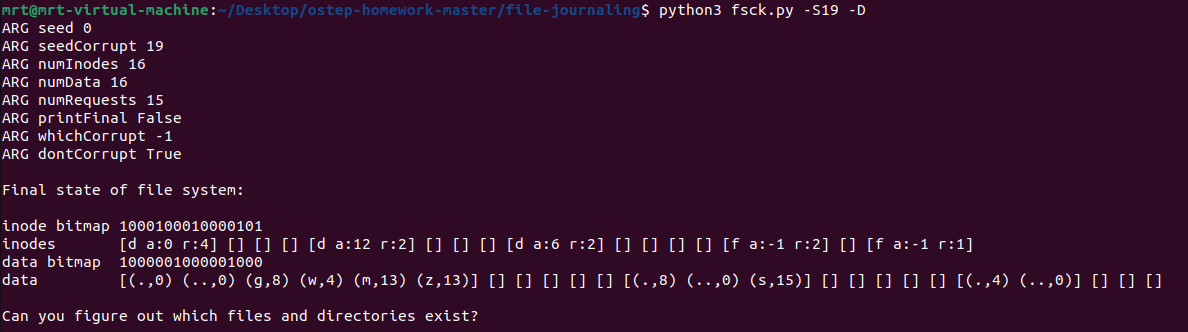 mrt@mrt-virtual-machine:~/Desktop/ostep-homework-master/file-journaling$ python3 fsck.py -S19 -D
ARG seed 0
ARG seedCorrupt 19
ARG numInodes 16
ARG numData 16
ARG numRequests 15
ARG printFinal False
ARG whichCorrupt -1
ARG dontCorrupt True
Final state of file system:
inode bitmap 1000100010000101
inodes       [d a:0 r:4] [] [] [] [d a:12 r:2] [] [] [] [d a:6 r:2] [] [] [] [] [f a:-1 r:2] [] [f a:-1 r:1]
data bitmap  1000001000001000
data         [(.,0) (..,0) (g,8) (w,4) (m,13) (z,13)] [] [] [] [] [] [(.,8) (..,0) (s,15)] [] [] [] [] [] [(.,4) (..,0)] [] [] []
Can you figure out which files and directories exist?